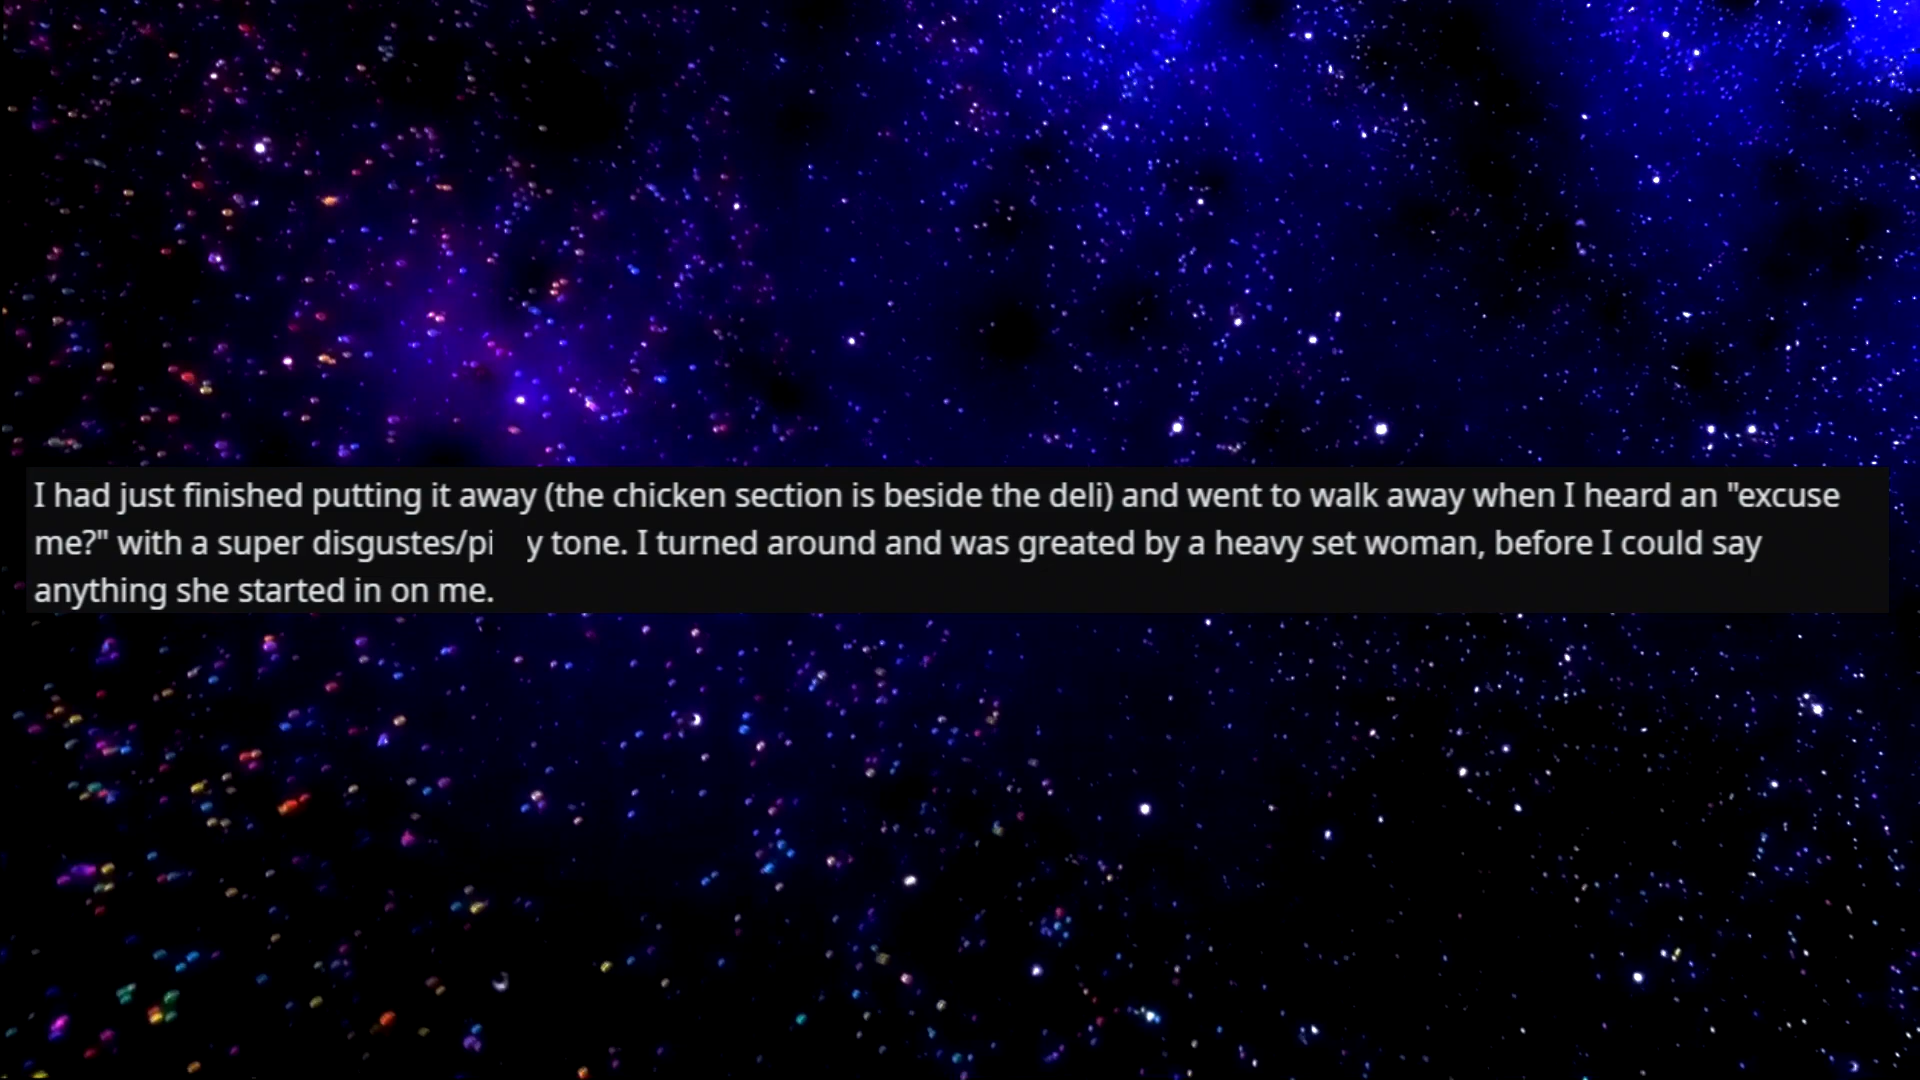 I had just finished putting it away (the chicken section is beside the deli) and went to walk away when I heard an "excuse
me?" with a super disgustes/pi y tone. I turned around and was greated by a heavy set woman, before I could say
anything she started in on me.